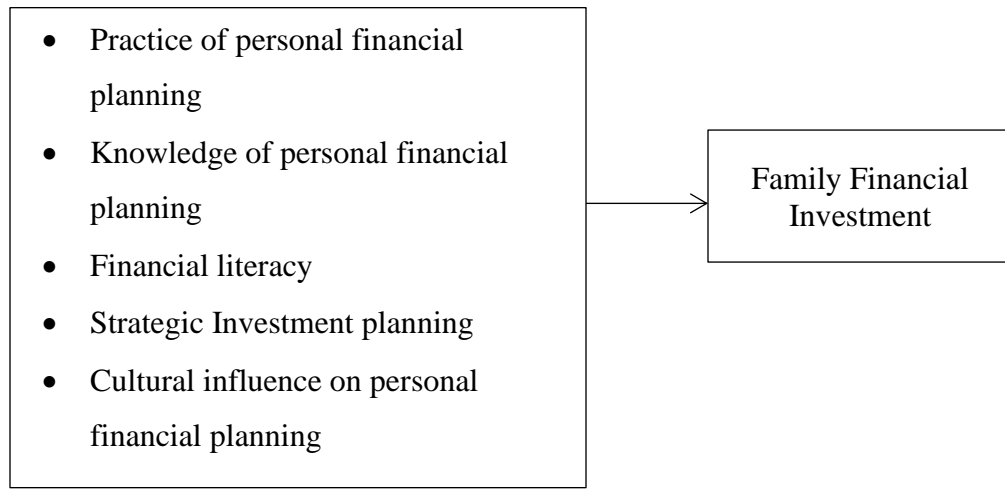 • Practice of personal financial
planning
• Knowledge of personal financial
planning
• Financial literacy
• Strategic Investment planning
• Cultural influence on personal
financial planning
Family Financial
Investment